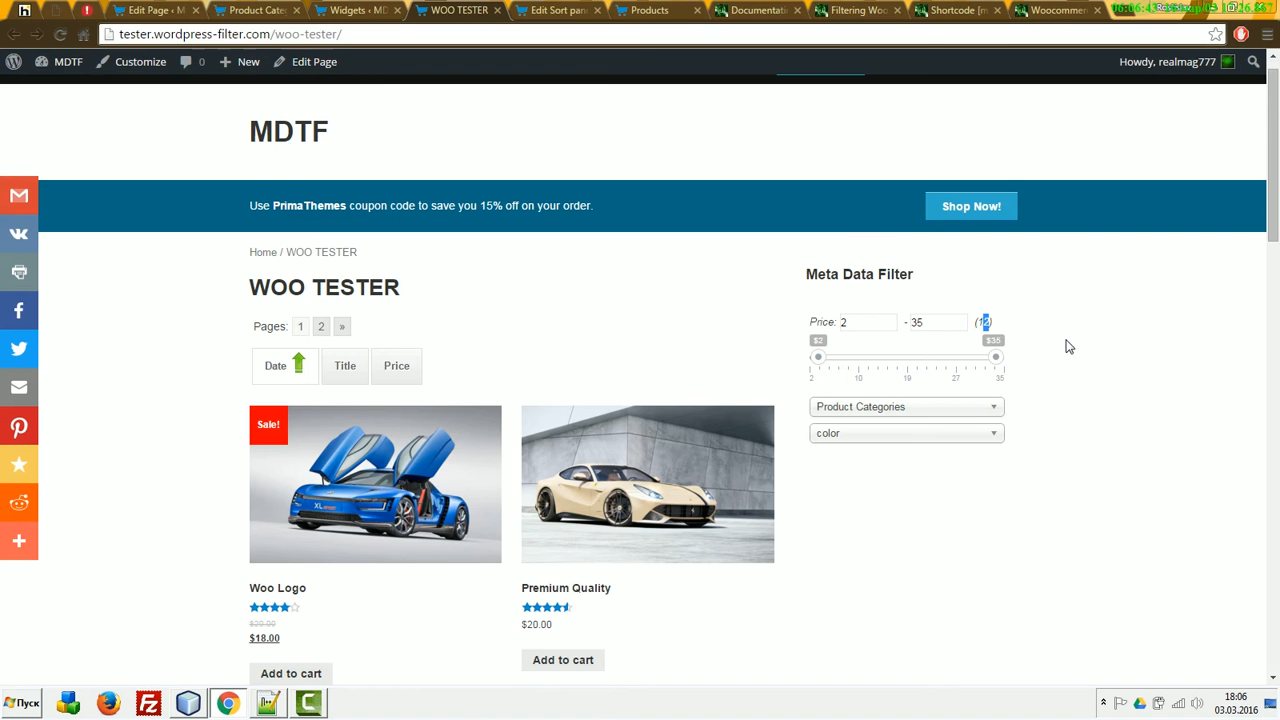 Edit Page < M
Product Cate
Widgets < MD
WOO TESTER
Edit Sort pan
Products
Documentati
Filtering Woo
Shortcode [m
Woocommer
tester.wordpress-filter.com/woo-tester/
MDTF
Customize
0
New
Edit Page
Howdy, realmag777
MDTF
Use PrimaThemes coupon code to save you 15% off on your order.
Shop Now!
Home / WOO TESTER
WOO TESTER
Meta Data Filter
Pages: 1 2 »
Price: 2 - 35 (12)
$2 $35
2 10 19 27 35
Date
Title
Price
Product Categories
color
Sale!
XL SPORT
Woo Logo
$20.00
$18.00
Add to cart
Premium Quality
$20.00
Add to cart
Пуск
18:06
03.03.2016